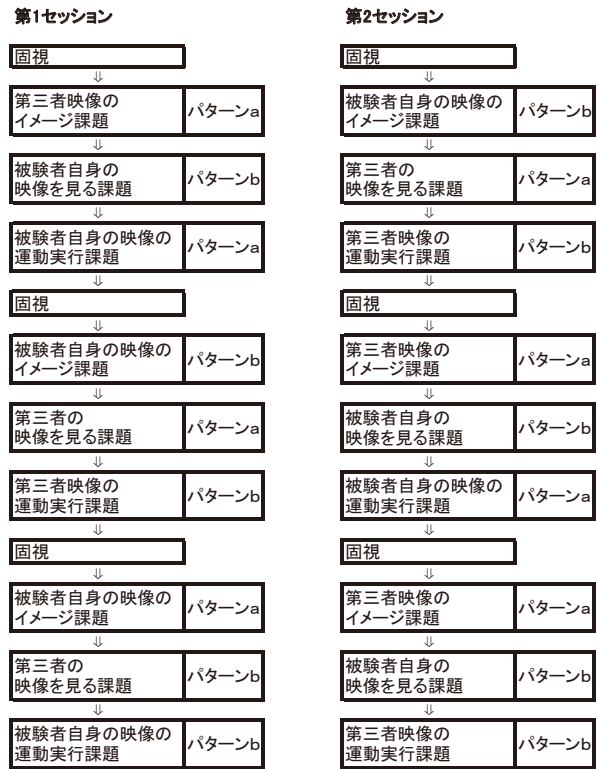 第1セッション
固視
⇓
第三者映像の
イメージ課題
パターンa
⇓
被験者自身の
映像を見る課題
パターンb
⇓
被験者自身の映像の
運動実行課題
パターンa
⇓
固視
⇓
被験者自身の映像の
イメージ課題
パターンb
⇓
第三者の
映像を見る課題
パターンa
⇓
第三者映像の
運動実行課題
パターンb
⇓
固視
⇓
被験者自身の映像の
イメージ課題
パターンa
⇓
第三者の
映像を見る課題
パターンb
⇓
被験者自身の映像の
運動実行課題
パターンb
第2セッション
固視
⇓
被験者自身の映像の
イメージ課題
パターンb
⇓
第三者の
映像を見る課題
パターンa
⇓
第三者映像の
運動実行課題
パターンb
⇓
固視
⇓
第三者映像の
イメージ課題
パターンa
⇓
被験者自身の
映像を見る課題
パターンb
⇓
被験者自身の映像の
運動実行課題
パターンa
⇓
固視
⇓
第三者映像の
イメージ課題
パターンa
⇓
被験者自身の
映像を見る課題
パターンb
⇓
第三者映像の
運動実行課題
パターンb